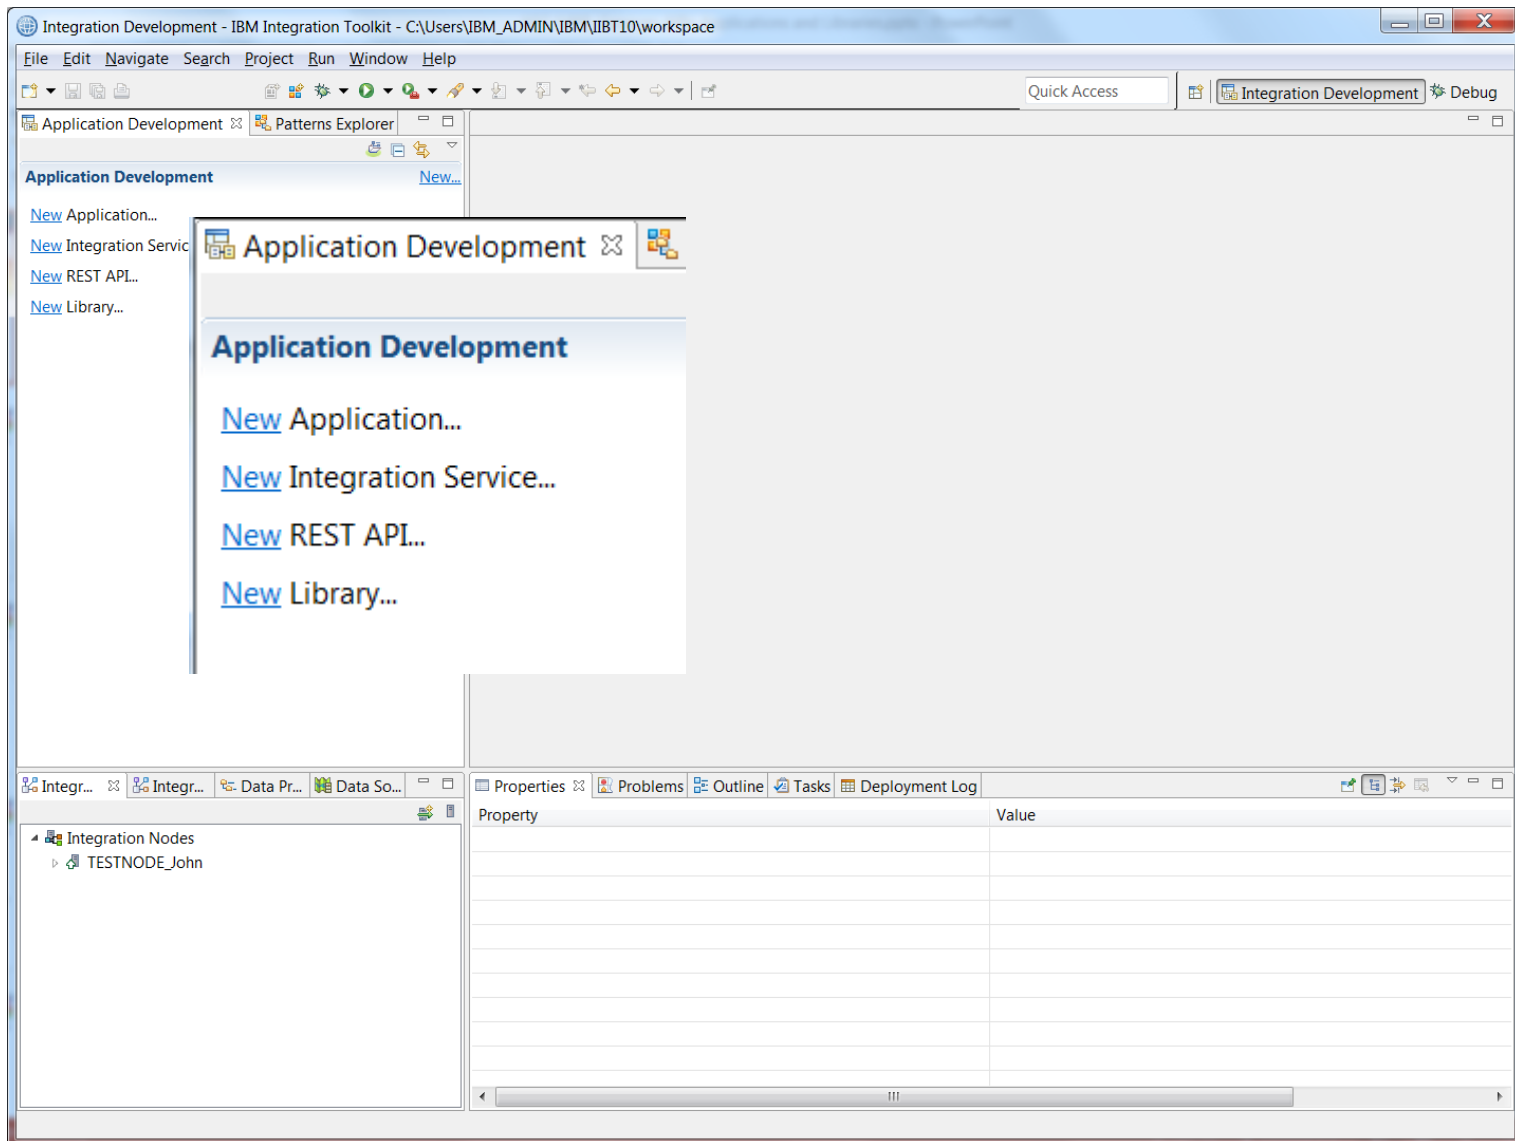 Integration Development - IBM Integration Toolkit - C:\Users\IBM_ADMIN\IBM\IIBT10\workspace
File Edit Navigate Search Project Run Window Help
Quick Access
Integration Development
Debug
Application Development
Patterns Explorer
Application Development
New...
New Application...
New Integration Servic
New REST API...
New Library...
Application Development
Application Development
New Application...
New Integration Service...
New REST API...
New Library...
Integr...
Integr...
Data Pr...
Data So...
Integration Nodes
TESTNODE_John
Properties
Problems
Outline
Tasks
Deployment Log
Property
Value